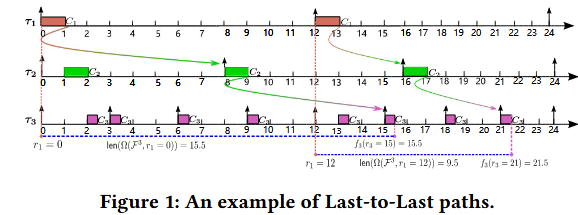 τ₁ C₁ C₁
0 1 2 3 4 5 6 7 8 9 10 11 12 13 14 15 16 17 18 19 20 21 22 23 24
τ₂ C₂ C₂ C₂
0 1 2 3 4 5 6 7 8 9 10 11 12 13 14 15 16 17 18 19 20 21 22 23 24
τ₃ C₃ C₃ C₃ C₃ C₃ C₃ C₃ C₃
0 1 2 3 4 5 6 7 8 9 10 11 12 13 14 15 16 17 18 19 20 21 22 23 24
r₁ = 0 len(Ω(F³, r₁ = 0)) = 15.5 f₃(r₃ = 15) = 15.5
r₁ = 12 len(Ω(F³, r₁ = 12)) = 9.5 f₃(r₃ = 21) = 21.5
Figure 1: An example of Last-to-Last paths.